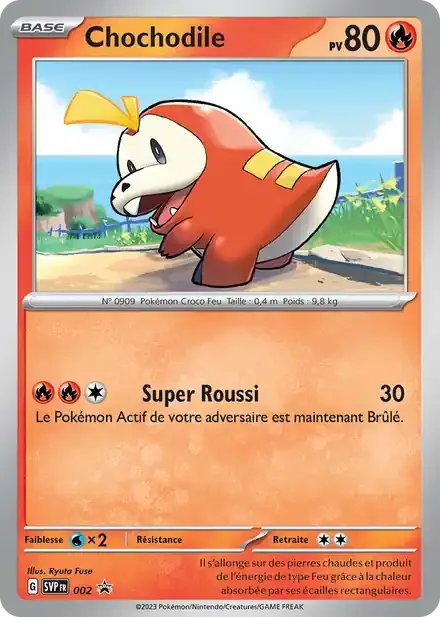 BASE Chochodile PV 80
N° 0909 Pokémon Croco Feu Taille : 0,4 m Poids : 9,8 kg
Super Roussi 30
Le Pokémon Actif de votre adversaire est maintenant Brûlé.
Faiblesse ×2 Résistance Retraite
Illus. Ryuta Fuse
G SVP FR 002
Il s'allonge sur des pierres chaudes et produit
de l'énergie de type Feu grâce à la chaleur
absorbée par ses écailles rectangulaires.
©2023 Pokémon/Nintendo/Creatures/GAME FREAK